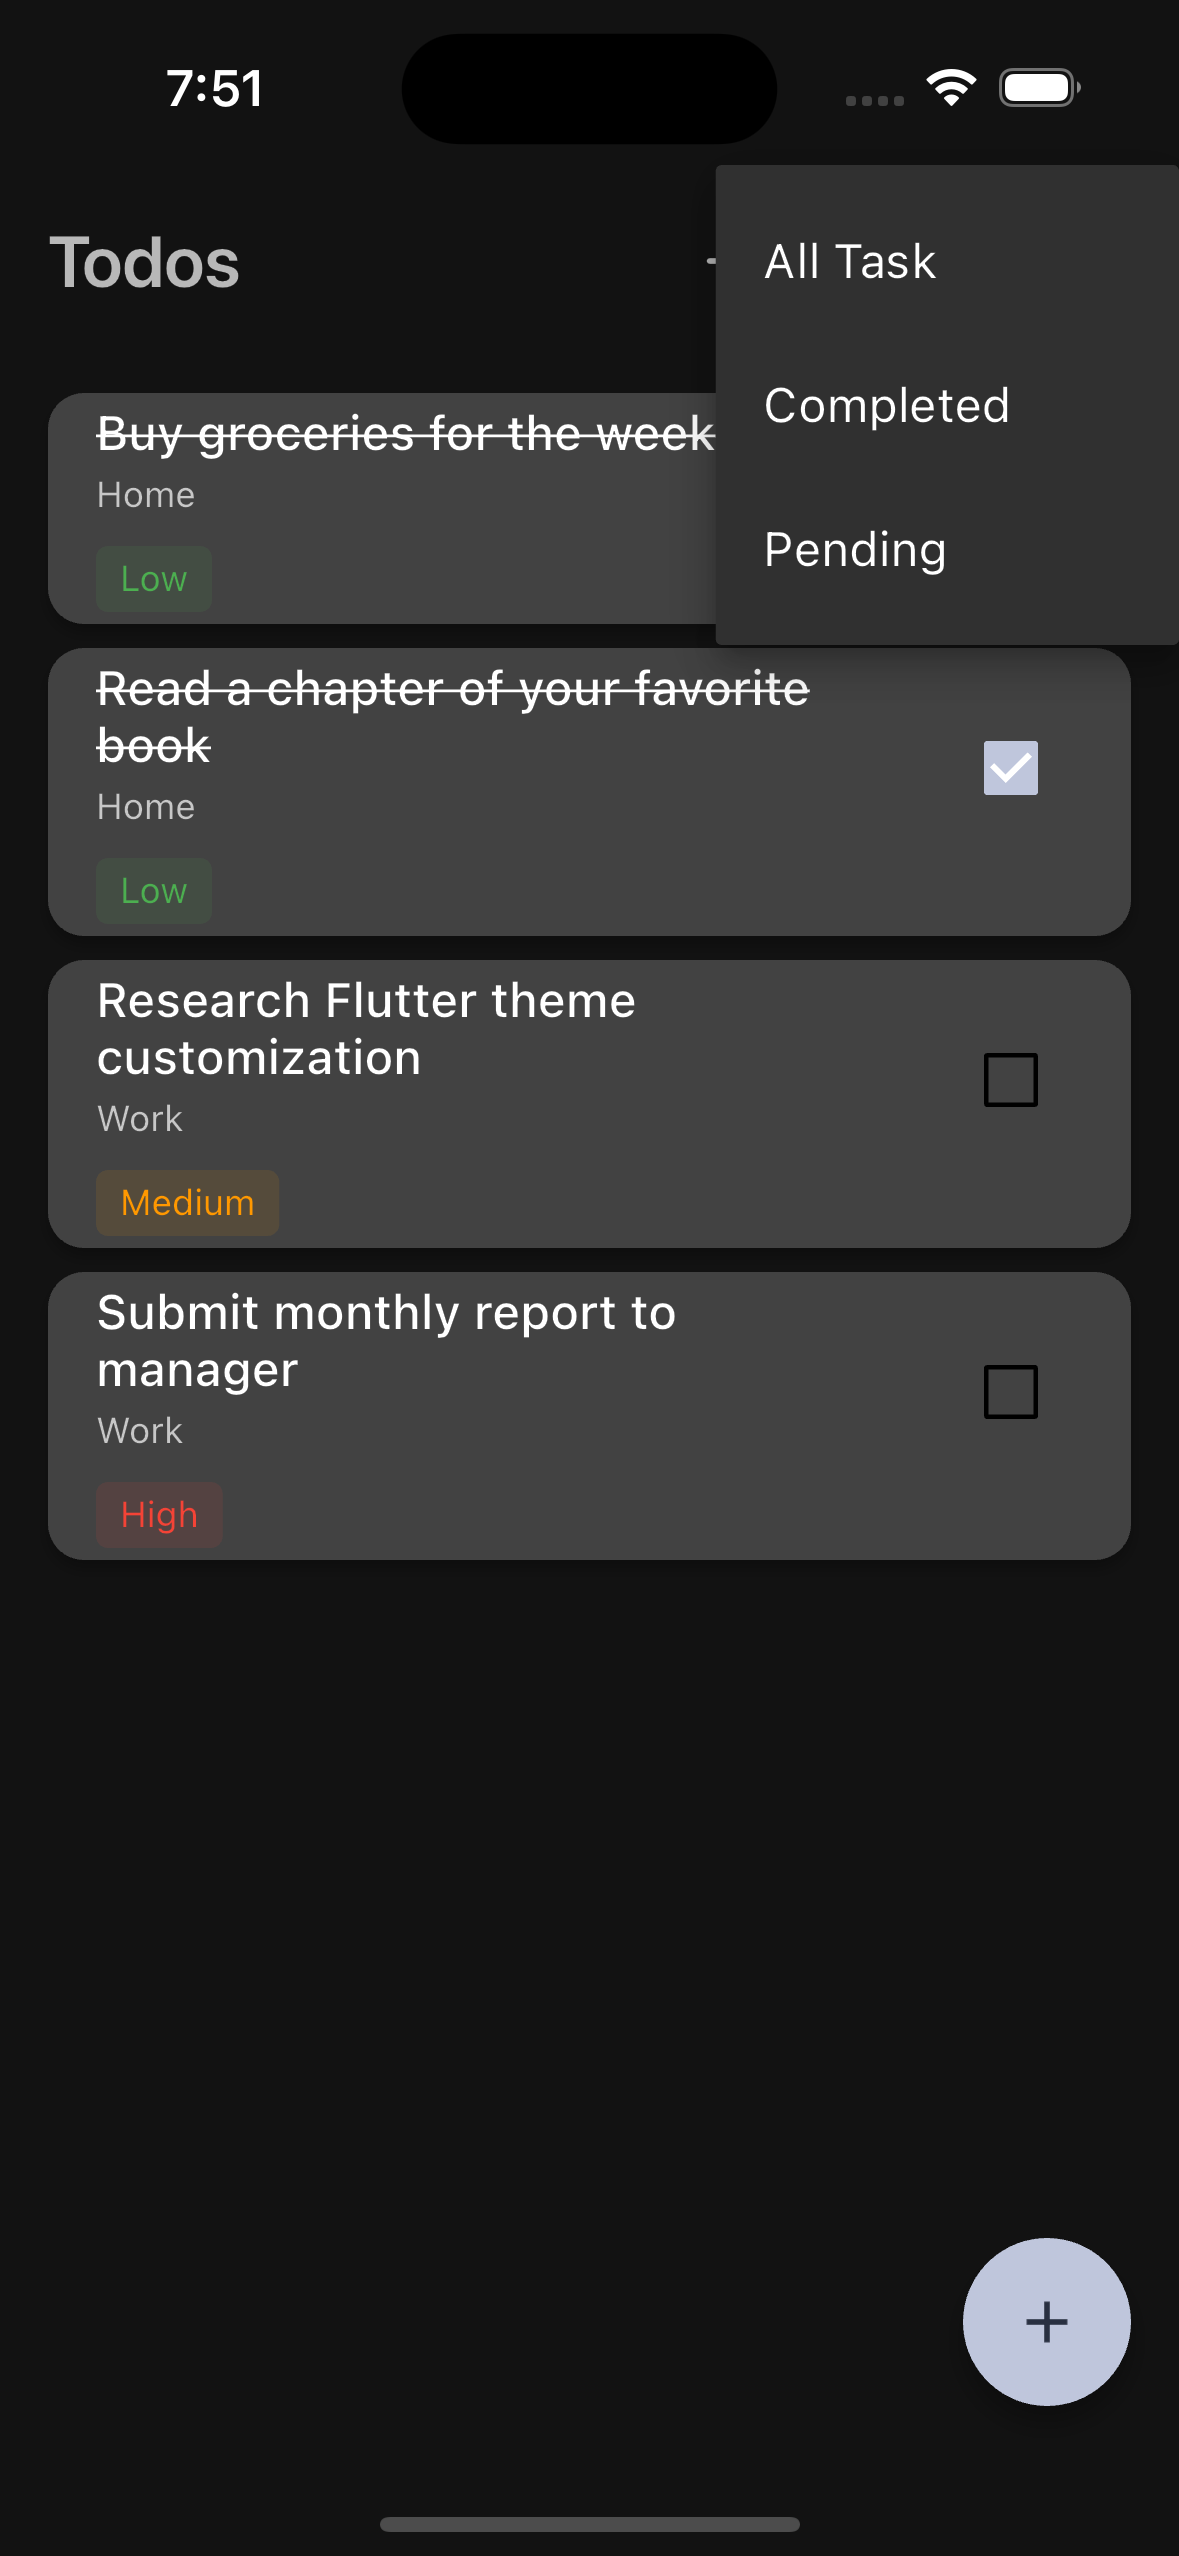 7:51
Todos
All Task
Completed
Pending
Buy groceries for the week
Home
Low
Read a chapter of your favorite
book
Home
Low
Research Flutter theme
customization
Work
Medium
Submit monthly report to
manager
Work
High